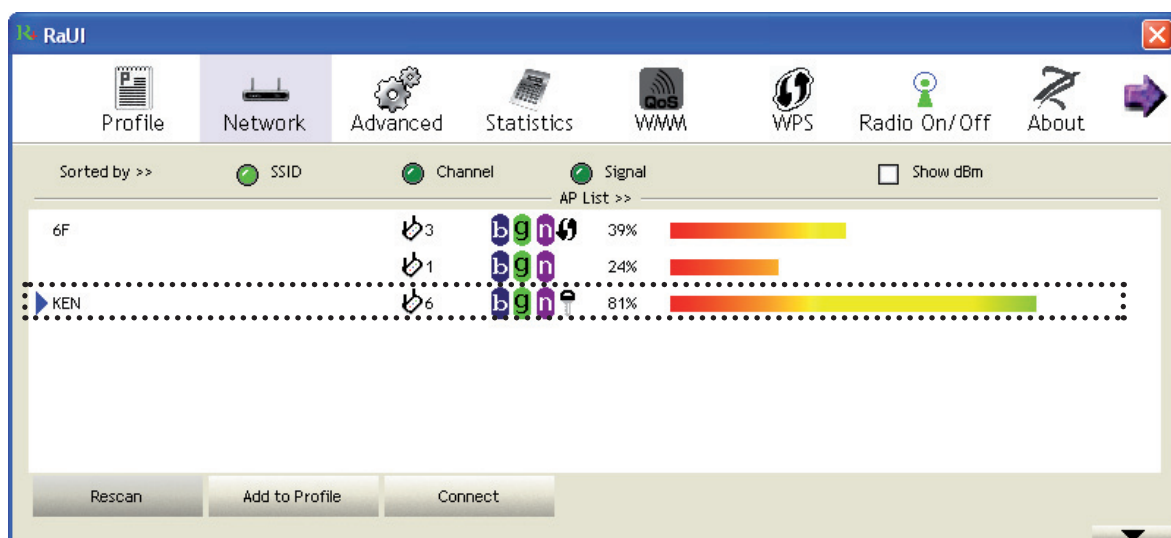 RaUI
Profile Network Advanced Statistics QoS WMM WPS Radio On/Off About
Sorted by >> SSID Channel Signal Show dBm
AP List >>
6F 3 b g n 39%
1 b g n 24%
KEN 6 b g n 81%
Rescan Add to Profile Connect